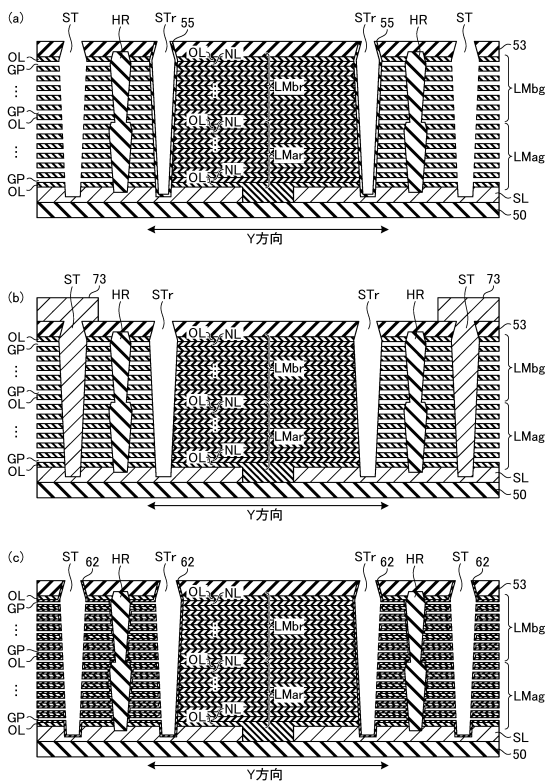 (a) ST HR STr 55 STr 55 HR ST
53
OL OL NL LMbr
GP
LMbg
⋮ ⋮
GP
OL OL NL
LMar LMag
⋮ ⋮
OL NL
GP
OL SL
50
Y方向
(b) 73 ST HR STr STr HR ST 73
53
OL OL NL LMbr
GP
LMbg
⋮ ⋮
GP
OL OL NL
LMar LMag
⋮ ⋮
OL NL
GP
OL SL
50
Y方向
(c) ST 62 HR STr 62 STr 62 HR ST 62
53
OL OL NL LMbr
GP
LMbg
⋮ ⋮
GP
OL OL NL
LMar LMag
⋮ ⋮
OL NL
GP
OL SL
50
Y方向